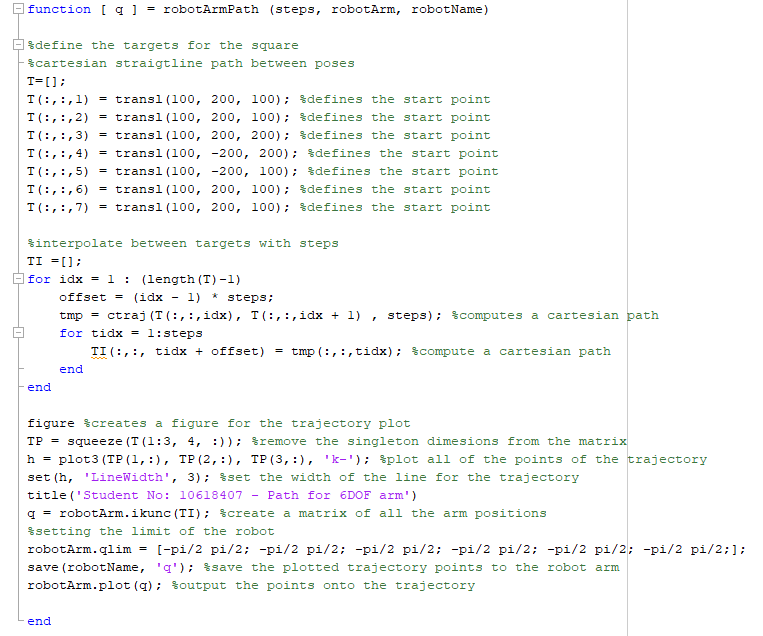 function [ q ] = robotArmPath (steps, robotArm, robotName)
%define the targets for the square
%cartesian straigtline path between poses
T=[];
T(:,:,1) = transl(100, 200, 100); %defines the start point
T(:,:,2) = transl(100, 200, 100); %defines the start point
T(:,:,3) = transl(100, 200, 200); %defines the start point
T(:,:,4) = transl(100, -200, 200); %defines the start point
T(:,:,5) = transl(100, -200, 100); %defines the start point
T(:,:,6) = transl(100, 200, 100); %defines the start point
T(:,:,7) = transl(100, 200, 100); %defines the start point
%interpolate between targets with steps
TI =[];
for idx = 1 : (length(T)-1)
offset = (idx - 1) * steps;
tmp = ctraj(T(:,:,idx), T(:,:,idx + 1) , steps); %computes a cartesian path
for tidx = 1:steps
TI(:,:, tidx + offset) = tmp(:,:,tidx); %compute a cartesian path
end
end
figure %creates a figure for the trajectory plot
TP = squeeze(T(1:3, 4, :)); %remove the singleton dimesions from the matrix
h = plot3(TP(1,:), TP(2,:), TP(3,:), 'k-'); %plot all of the points of the trajectory
set(h, 'LineWidth', 3); %set the width of the line for the trajectory
title('Student No: 10618407 - Path for 6DOF arm')
q = robotArm.ikunc(TI); %create a matrix of all the arm positions
%setting the limit of the robot
robotArm.qlim = [-pi/2 pi/2; -pi/2 pi/2; -pi/2 pi/2; -pi/2 pi/2; -pi/2 pi/2; -pi/2 pi/2;];
save(robotName, 'q'); %save the plotted trajectory points to the robot arm
robotArm.plot(q); %output the points onto the trajectory
end